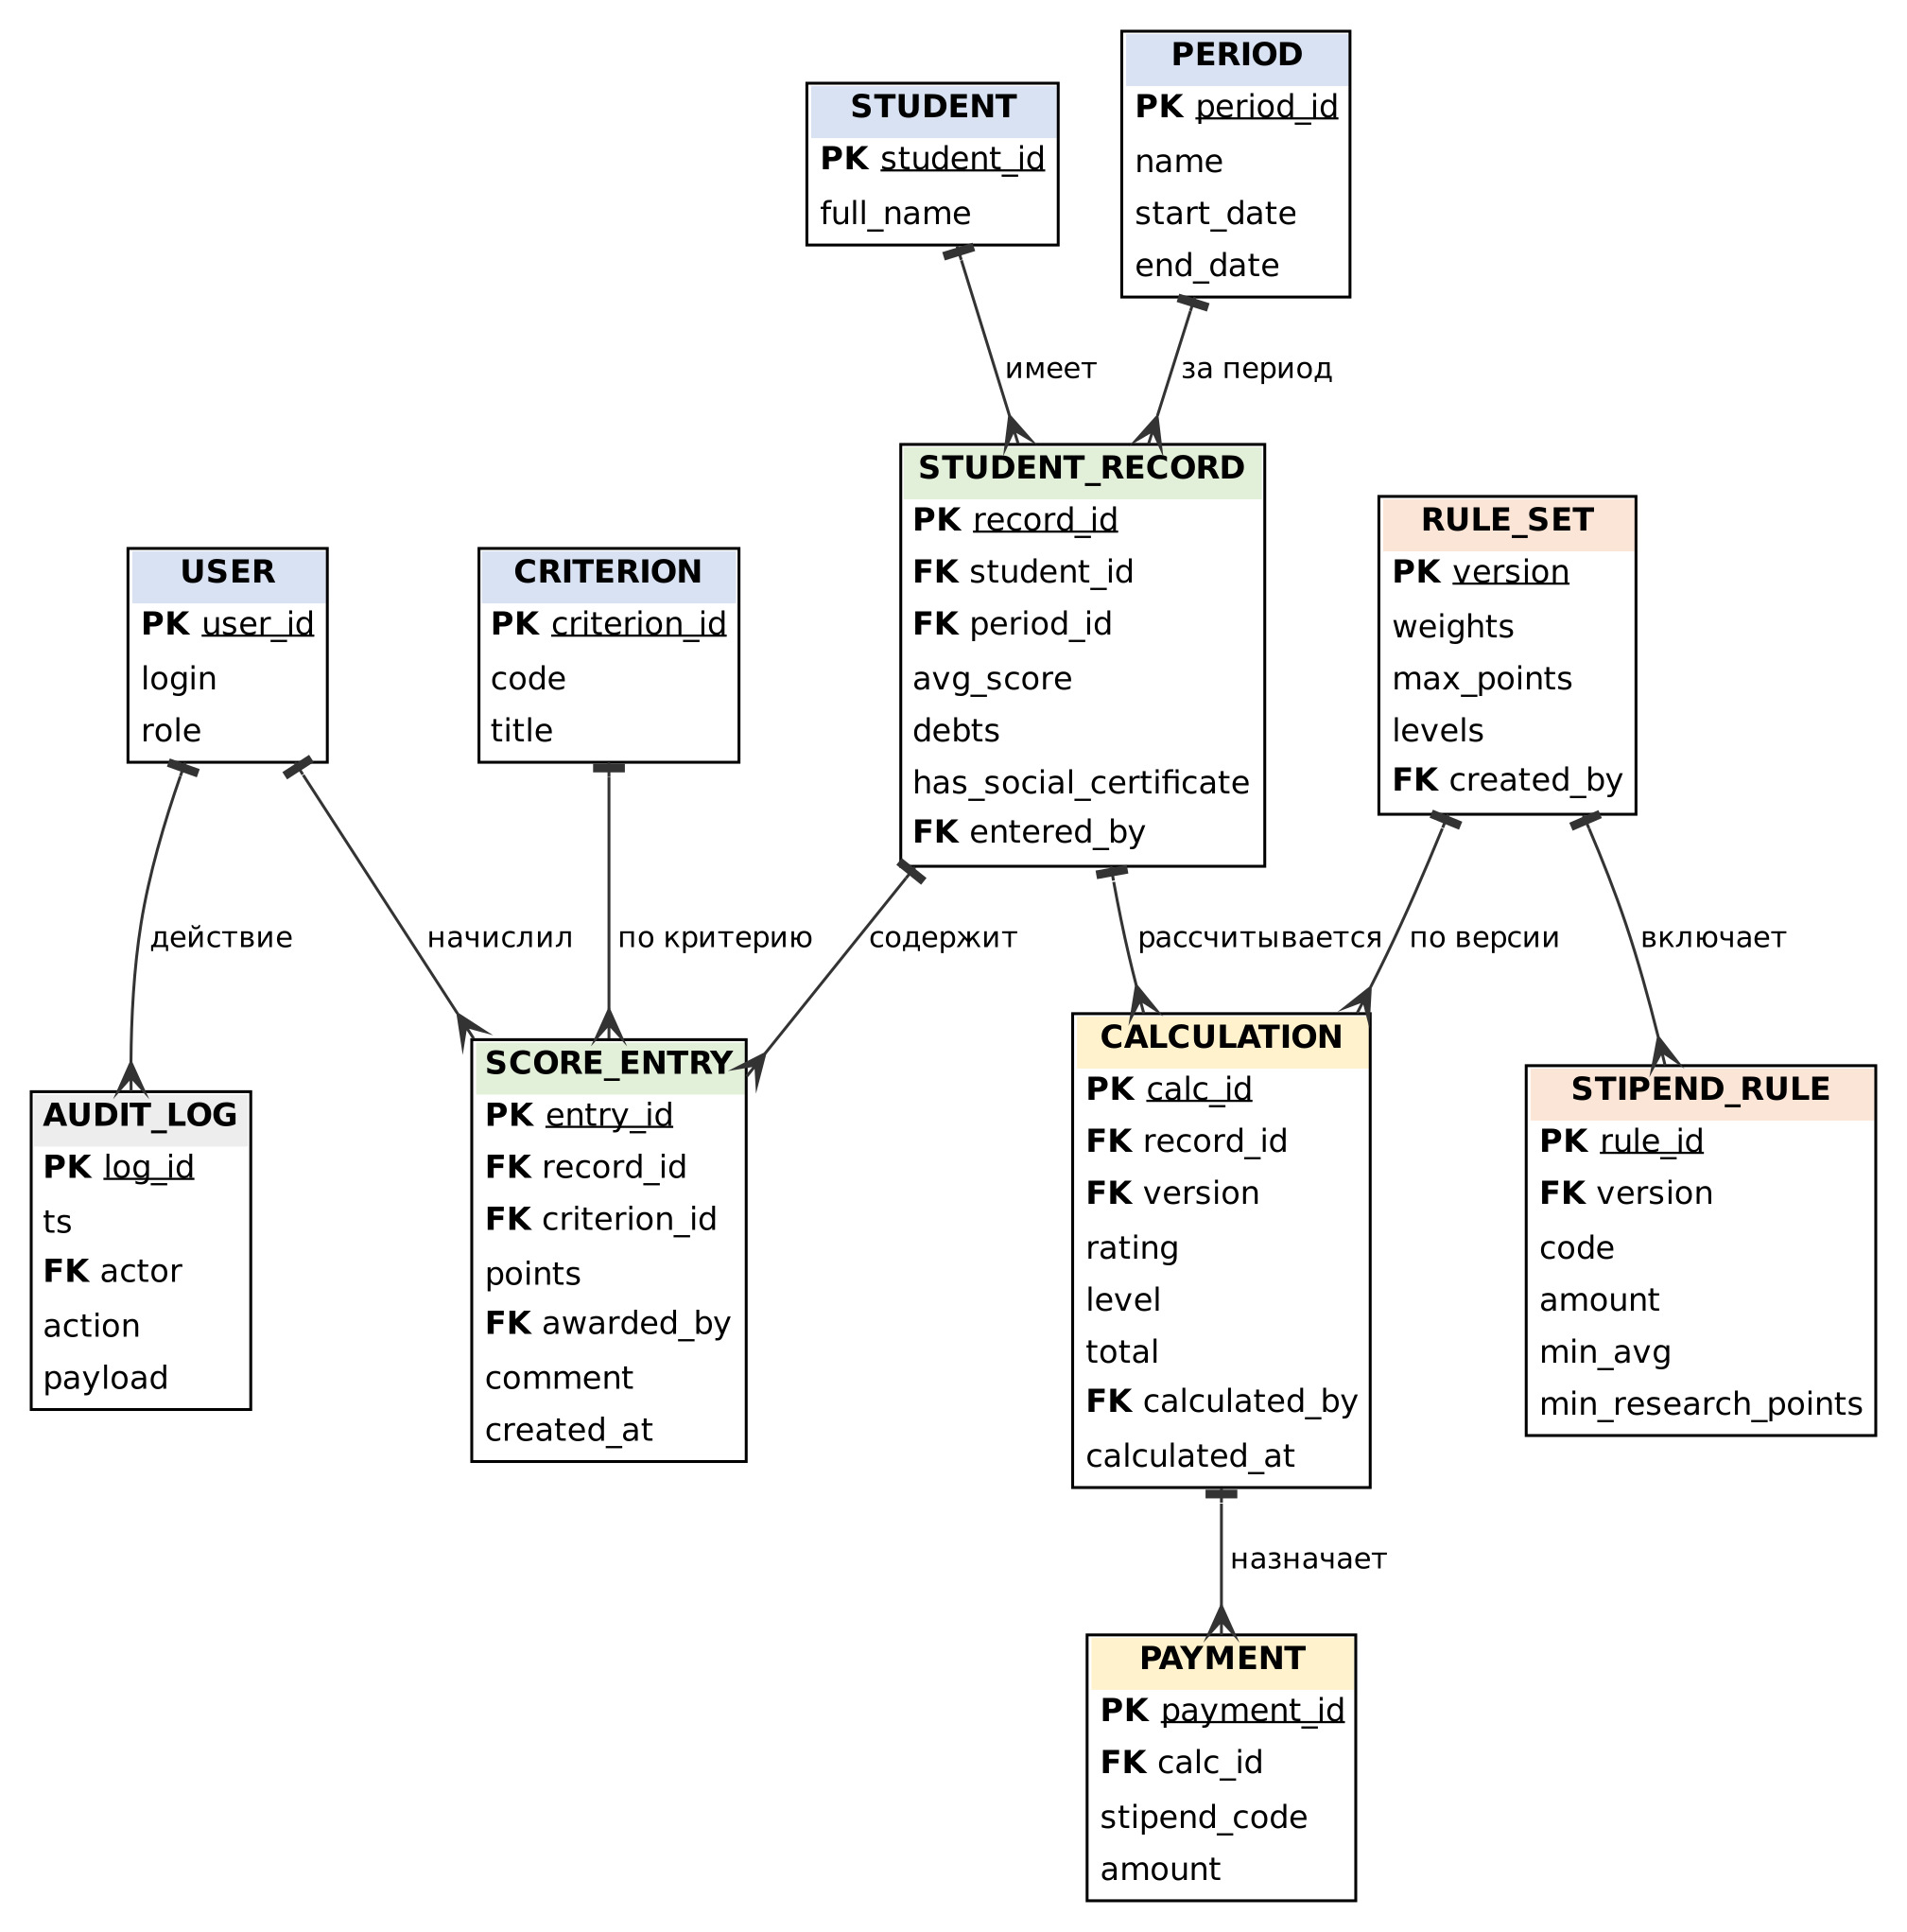 PERIOD
PK period_id
name
start_date
end_date
STUDENT
PK student_id
full_name
имеет
за период
STUDENT_RECORD
PK record_id
FK student_id
FK period_id
avg_score
debts
has_social_certificate
FK entered_by
RULE_SET
PK version
weights
max_points
levels
FK created_by
USER
PK user_id
login
role
CRITERION
PK criterion_id
code
title
действие
начислил
по критерию
содержит
рассчитывается
по версии
включает
AUDIT_LOG
PK log_id
ts
FK actor
action
payload
SCORE_ENTRY
PK entry_id
FK record_id
FK criterion_id
points
FK awarded_by
comment
created_at
CALCULATION
PK calc_id
FK record_id
FK version
rating
level
total
FK calculated_by
calculated_at
STIPEND_RULE
PK rule_id
FK version
code
amount
min_avg
min_research_points
назначает
PAYMENT
PK payment_id
FK calc_id
stipend_code
amount